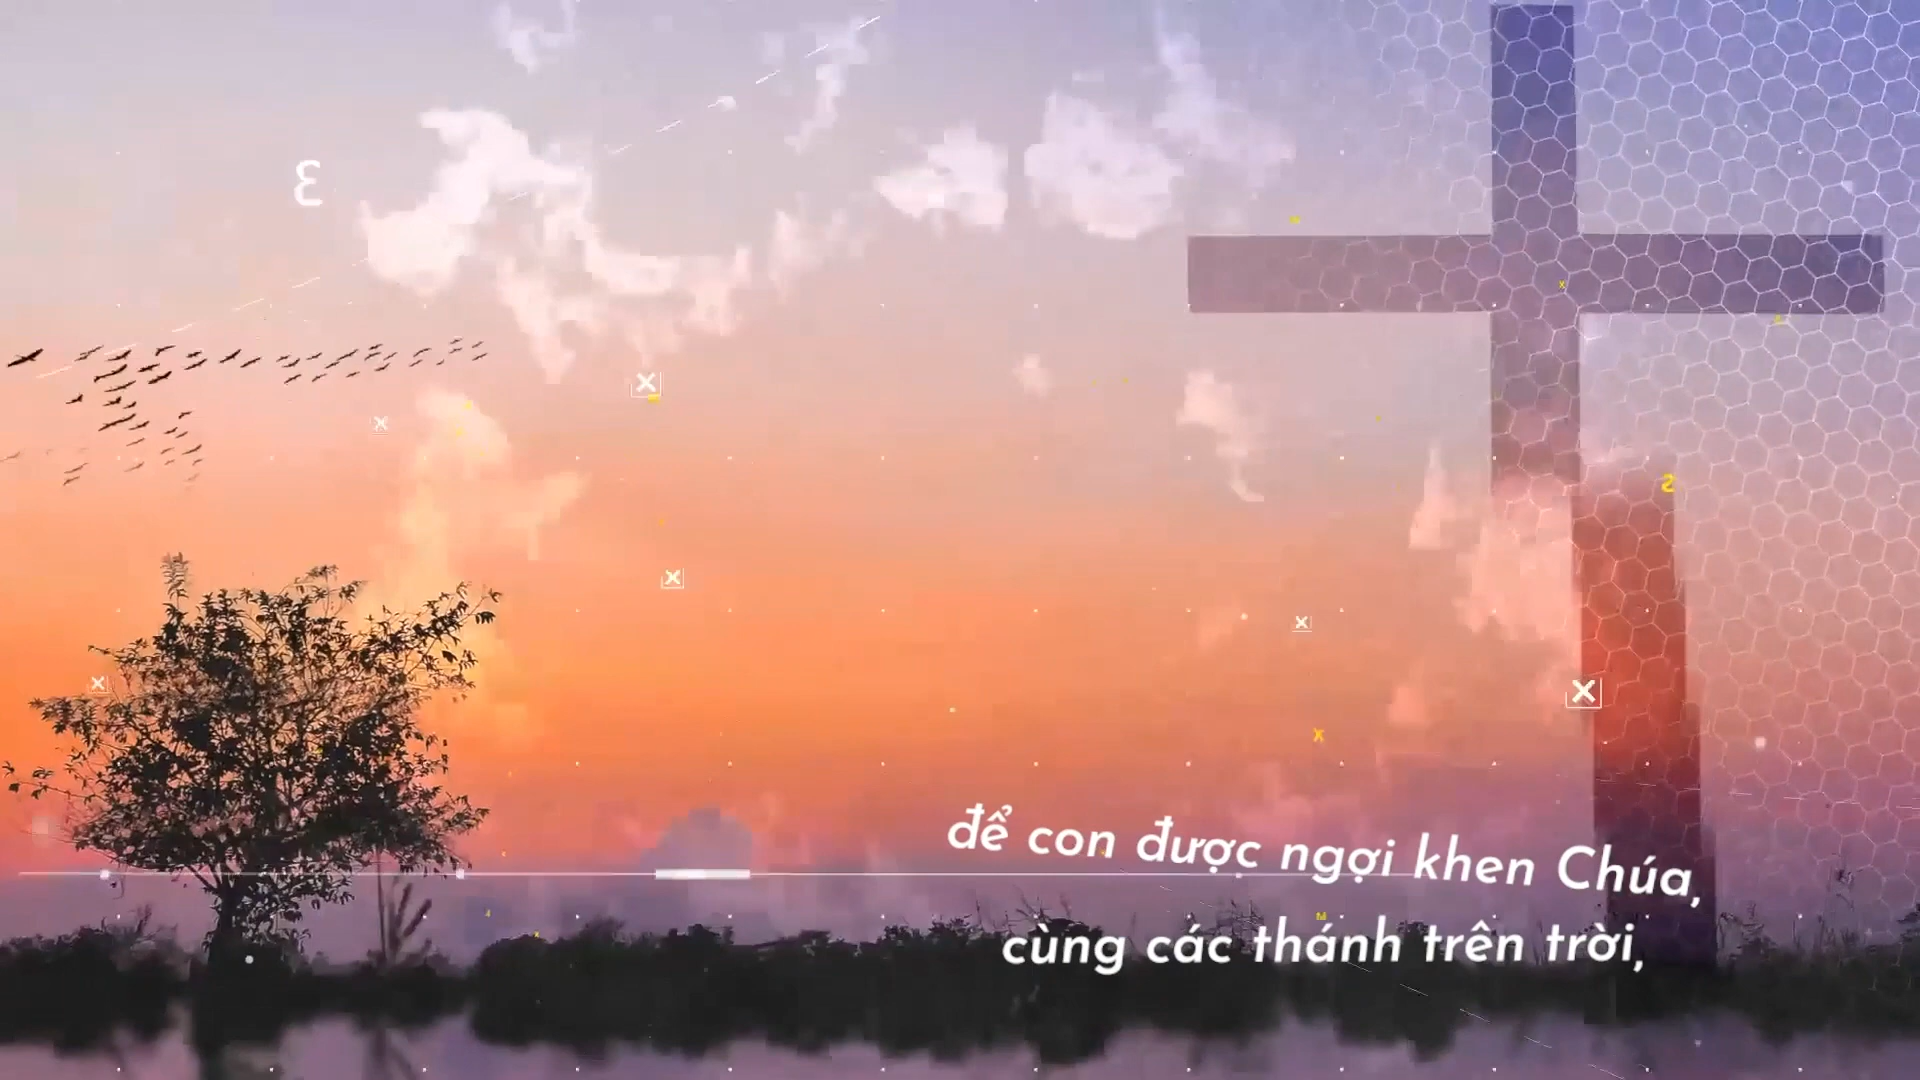 để con được ngợi khen Chúa,
cùng các thánh trên trời,